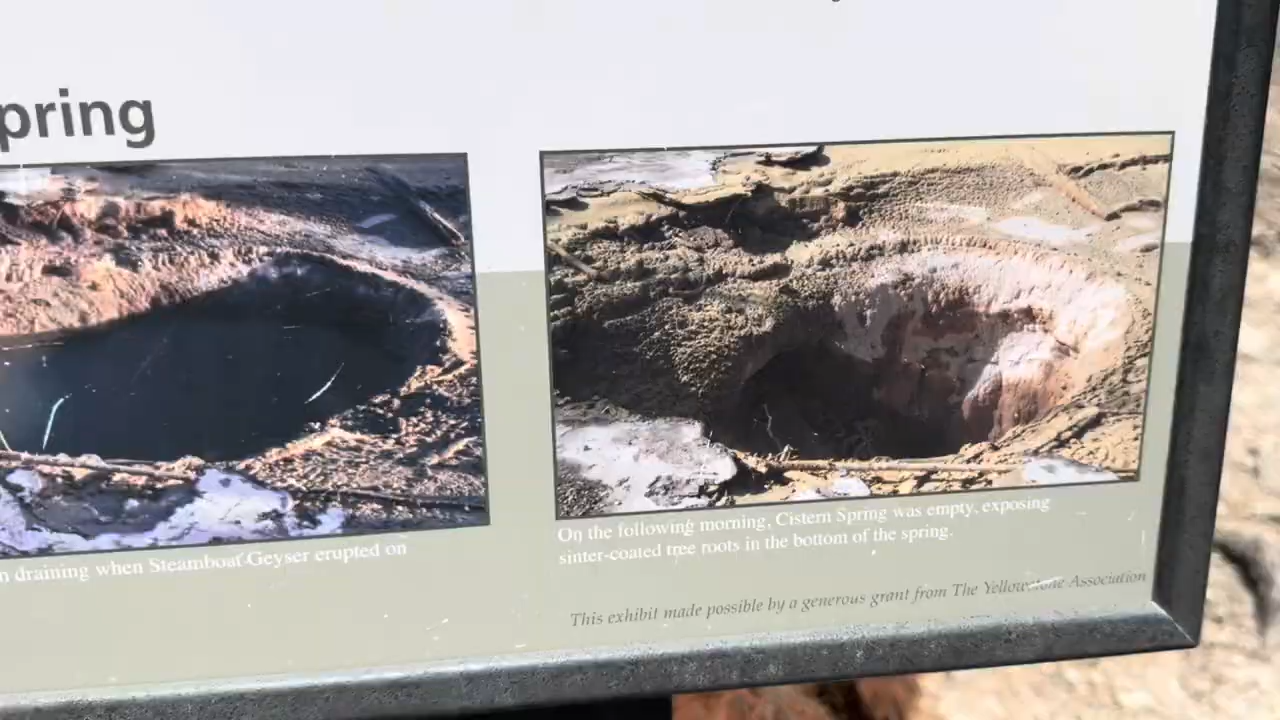 pring
n draining when Steamboat Geyser erupted on
On the following morning, Cistern Spring was empty, exposing
sinter-coated tree roots in the bottom of the spring.
This exhibit made possible by a generous grant from The Yellowstone Association